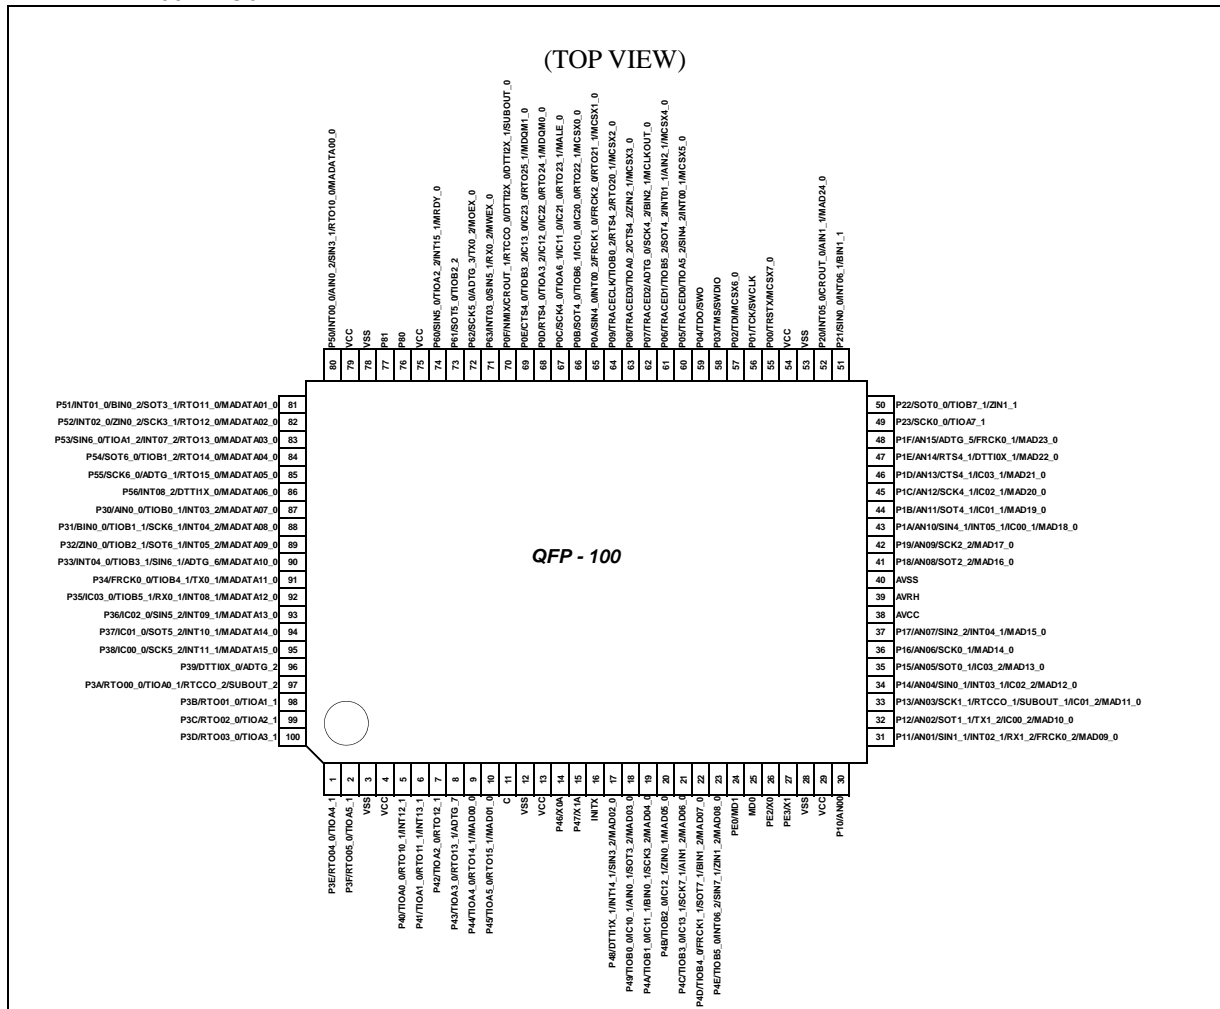 (TOP VIEW)
P50/INT00_0/AIN0_2/SIN3_1/RTO10_0/MADATA00_0
VCC
VSS
P81
P80
VCC
P60/SIN5_0/TIOA2_2/INT15_1/MRDY_0
P61/SOT5_0/TIOB2_2
P62/SCK5_0/ADTG_3/TX0_2/MOEX_0
P63/INT03_0/SIN5_1/RX0_2/MWEX_0
P0F/NMIX/CROUT_1/RTCCO_0/DTTI2X_0/DTTI2X_1/SUBOUT_0
P0E/CTS4_0/TIOB3_2/IC13_0/IC23_0/RTO25_1/MDQM1_0
P0D/RTS4_0/TIOA3_2/IC12_0/IC22_0/RTO24_1/MDQM0_0
P0C/SCK4_0/TIOA6_1/IC11_0/IC21_0/RTO23_1/MALE_0
P0B/SOT4_0/TIOB6_1/IC10_0/IC20_0/RTO22_1/MCSX0_0
P0A/SIN4_0/INT00_2/FRCK1_0/FRCK2_0/RTO21_1/MCSX1_0
P09/TRACECLK/TIOB0_2/RTS4_2/RTO20_1/MCSX2_0
P08/TRACED3/TIOA0_2/CTS4_2/ZIN2_1/MCSX3_0
P07/TRACED2/ADTG_0/SCK4_2/BIN2_1/MCLKOUT_0
P06/TRACED1/TIOB5_2/SOT4_2/INT01_1/AIN2_1/MCSX4_0
P05/TRACED0/TIOA5_2/SIN4_2/INT00_1/MCSX5_0
P04/TDO/SWO
P03/TMS/SWDIO
P02/TDI/MCSX6_0
P01/TCK/SWCLK
P00/TRSTX/MCSX7_0
VCC
VSS
P20/INT05_0/CROUT_0/AIN1_1/MAD24_0
P21/SIN0_0/INT06_1/BIN1_1
80 79 78 77 76 75 74 73 72 71 70 69 68 67 66 65 64 63 62 61 60 59 58 57 56 55 54 53 52 51
P51/INT01_0/BIN0_2/SOT3_1/RTO11_0/MADATA01_0 81
P52/INT02_0/ZIN0_2/SCK3_1/RTO12_0/MADATA02_0 82
P53/SIN6_0/TIOA1_2/INT07_2/RTO13_0/MADATA03_0 83
P54/SOT6_0/TIOB1_2/RTO14_0/MADATA04_0 84
P55/SCK6_0/ADTG_1/RTO15_0/MADATA05_0 85
P56/INT08_2/DTTI1X_0/MADATA06_0 86
P30/AIN0_0/TIOB0_1/INT03_2/MADATA07_0 87
P31/BIN0_0/TIOB1_1/SCK6_1/INT04_2/MADATA08_0 88
P32/ZIN0_0/TIOB2_1/SOT6_1/INT05_2/MADATA09_0 89
P33/INT04_0/TIOB3_1/SIN6_1/ADTG_6/MADATA10_0 90
P34/FRCK0_0/TIOB4_1/TX0_1/MADATA11_0 91
P35/IC03_0/TIOB5_1/RX0_1/INT08_1/MADATA12_0 92
P36/IC02_0/SIN5_2/INT09_1/MADATA13_0 93
P37/IC01_0/SOT5_2/INT10_1/MADATA14_0 94
P38/IC00_0/SCK5_2/INT11_1/MADATA15_0 95
P39/DTTI0X_0/ADTG_2 96
P3A/RTO00_0/TIOA0_1/RTCCO_2/SUBOUT_2 97
P3B/RTO01_0/TIOA1_1 98
P3C/RTO02_0/TIOA2_1 99
P3D/RTO03_0/TIOA3_1 100
QFP - 100
50 P22/SOT0_0/TIOB7_1/ZIN1_1
49 P23/SCK0_0/TIOA7_1
48 P1F/AN15/ADTG_5/FRCK0_1/MAD23_0
47 P1E/AN14/RTS4_1/DTTI0X_1/MAD22_0
46 P1D/AN13/CTS4_1/IC03_1/MAD21_0
45 P1C/AN12/SCK4_1/IC02_1/MAD20_0
44 P1B/AN11/SOT4_1/IC01_1/MAD19_0
43 P1A/AN10/SIN4_1/INT05_1/IC00_1/MAD18_0
42 P19/AN09/SCK2_2/MAD17_0
41 P18/AN08/SOT2_2/MAD16_0
40 AVSS
39 AVRH
38 AVCC
37 P17/AN07/SIN2_2/INT04_1/MAD15_0
36 P16/AN06/SCK0_1/MAD14_0
35 P15/AN05/SOT0_1/IC03_2/MAD13_0
34 P14/AN04/SIN0_1/INT03_1/IC02_2/MAD12_0
33 P13/AN03/SCK1_1/RTCCO_1/SUBOUT_1/IC01_2/MAD11_0
32 P12/AN02/SOT1_1/TX1_2/IC00_2/MAD10_0
31 P11/AN01/SIN1_1/INT02_1/RX1_2/FRCK0_2/MAD09_0
1 2 3 4 5 6 7 8 9 10 11 12 13 14 15 16 17 18 19 20 21 22 23 24 25 26 27 28 29 30
P3E/RTO04_0/TIOA4_1
P3F/RTO05_0/TIOA5_1
VSS
VCC
P40/TIOA0_0/RTO10_1/INT12_1
P41/TIOA1_0/RTO11_1/INT13_1
P42/TIOA2_0/RTO12_1
P43/TIOA3_0/RTO13_1/ADTG_7
P44/TIOA4_0/RTO14_1/MAD00_0
P45/TIOA5_0/RTO15_1/MAD01_0
C
VSS
VCC
P46/X0A
P47/X1A
INITX
P48/DTTI1X_1/INT14_1/SIN3_2/MAD02_0
P49/TIOB0_0/IC10_1/AIN0_1/SOT3_2/MAD03_0
P4A/TIOB1_0/IC11_1/BIN0_1/SCK3_2/MAD04_0
P4B/TIOB2_0/IC12_1/ZIN0_1/MAD05_0
P4C/TIOB3_0/IC13_1/SCK7_1/AIN1_2/MAD06_0
P4D/TIOB4_0/FRCK1_1/SOT7_1/BIN1_2/MAD07_0
P4E/TIOB5_0/INT06_2/SIN7_1/ZIN1_2/MAD08_0
PE0/MD1
MD0
PE2/X0
PE3/X1
VSS
VCC
P10/AN00